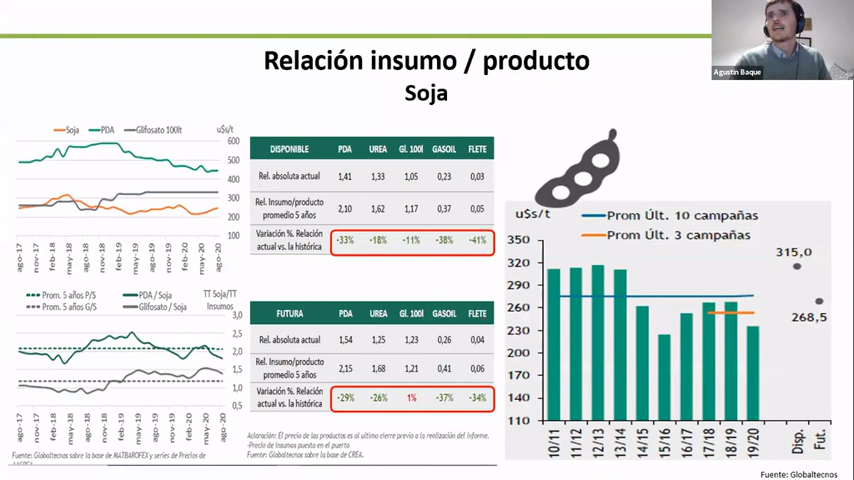 Agustin Baque
Relación insumo / producto
Soja
Soja PDA Glifosato 100lt u$s/t
600
500
400
300
200
100
ago-17 nov-17 feb-18 may-18 ago-18 nov-18 feb-19 may-19 ago-19 nov-19 feb-20 may-20 ago-20
DISPONIBLE PDA UREA Gl. 100l GASOIL FLETE
Rel. absoluta actual 1,41 1,33 1,05 0,23 0,03
Rel. Insumo/producto
promedio 5 años 2,10 1,62 1,17 0,37 0,05
Variación %. Relación
actual vs. la histórica -33% -18% -11% -38% -41%
Prom. 5 años P/S PDA / Soja TT Soja/TT
Prom. 5 años G/S Glifosato / Soja Insumos
3,0
2,5
2,0
1,5
1,0
0,5
ago-17 nov-17 feb-18 may-18 ago-18 nov-18 feb-19 may-19 ago-19 nov-19 feb-20 may-20 ago-20
Fuente: Globaltecnos sobre la base de MATBAROFEX y series de Precios de
FUTURA PDA UREA Gl. 100l GASOIL FLETE
Rel. absoluta actual 1,54 1,25 1,23 0,26 0,04
Rel. Insumo/producto
promedio 5 años 2,15 1,68 1,21 0,41 0,06
Variación %. Relación
actual vs. la histórica -29% -26% 1% -37% -34%
Aclaración: El precio de las productos es al ultimo cierre previo a la realización del informe.
-Precio de Insumos puesto en el puerto
Fuente: Globaltecnos sobre la base de CREA.
u$s/t
Prom Últ. 10 campañas
Prom Últ. 3 campañas
350
320
290
260
230
200
170
140
110
315,0
268,5
10/11 11/12 12/13 13/14 14/15 15/16 16/17 17/18 18/19 19/20 Disp. Fut.
Fuente: Globaltecnos